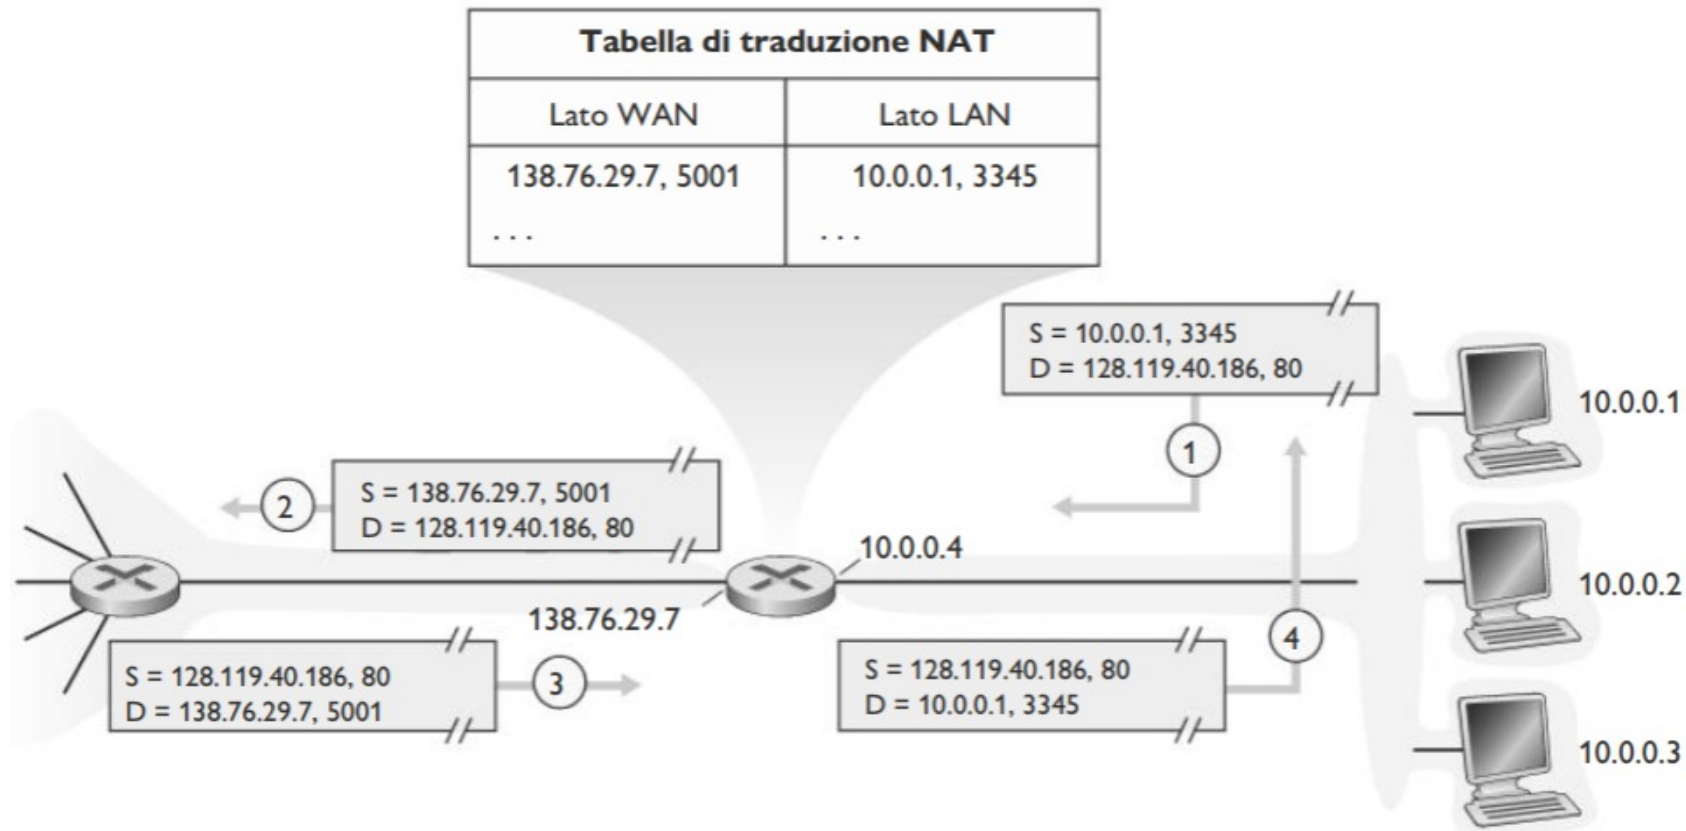 Tabella di traduzione NAT
Lato WAN
Lato LAN
138.76.29.7, 5001
10.0.0.1, 3345
. . .
. . .
S = 10.0.0.1, 3345
D = 128.119.40.186, 80
10.0.0.1
1
S = 138.76.29.7, 5001
D = 128.119.40.186, 80
2
10.0.0.4
10.0.0.2
138.76.29.7
4
S = 128.119.40.186, 80
D = 138.76.29.7, 5001
3
S = 128.119.40.186, 80
D = 10.0.0.1, 3345
10.0.0.3